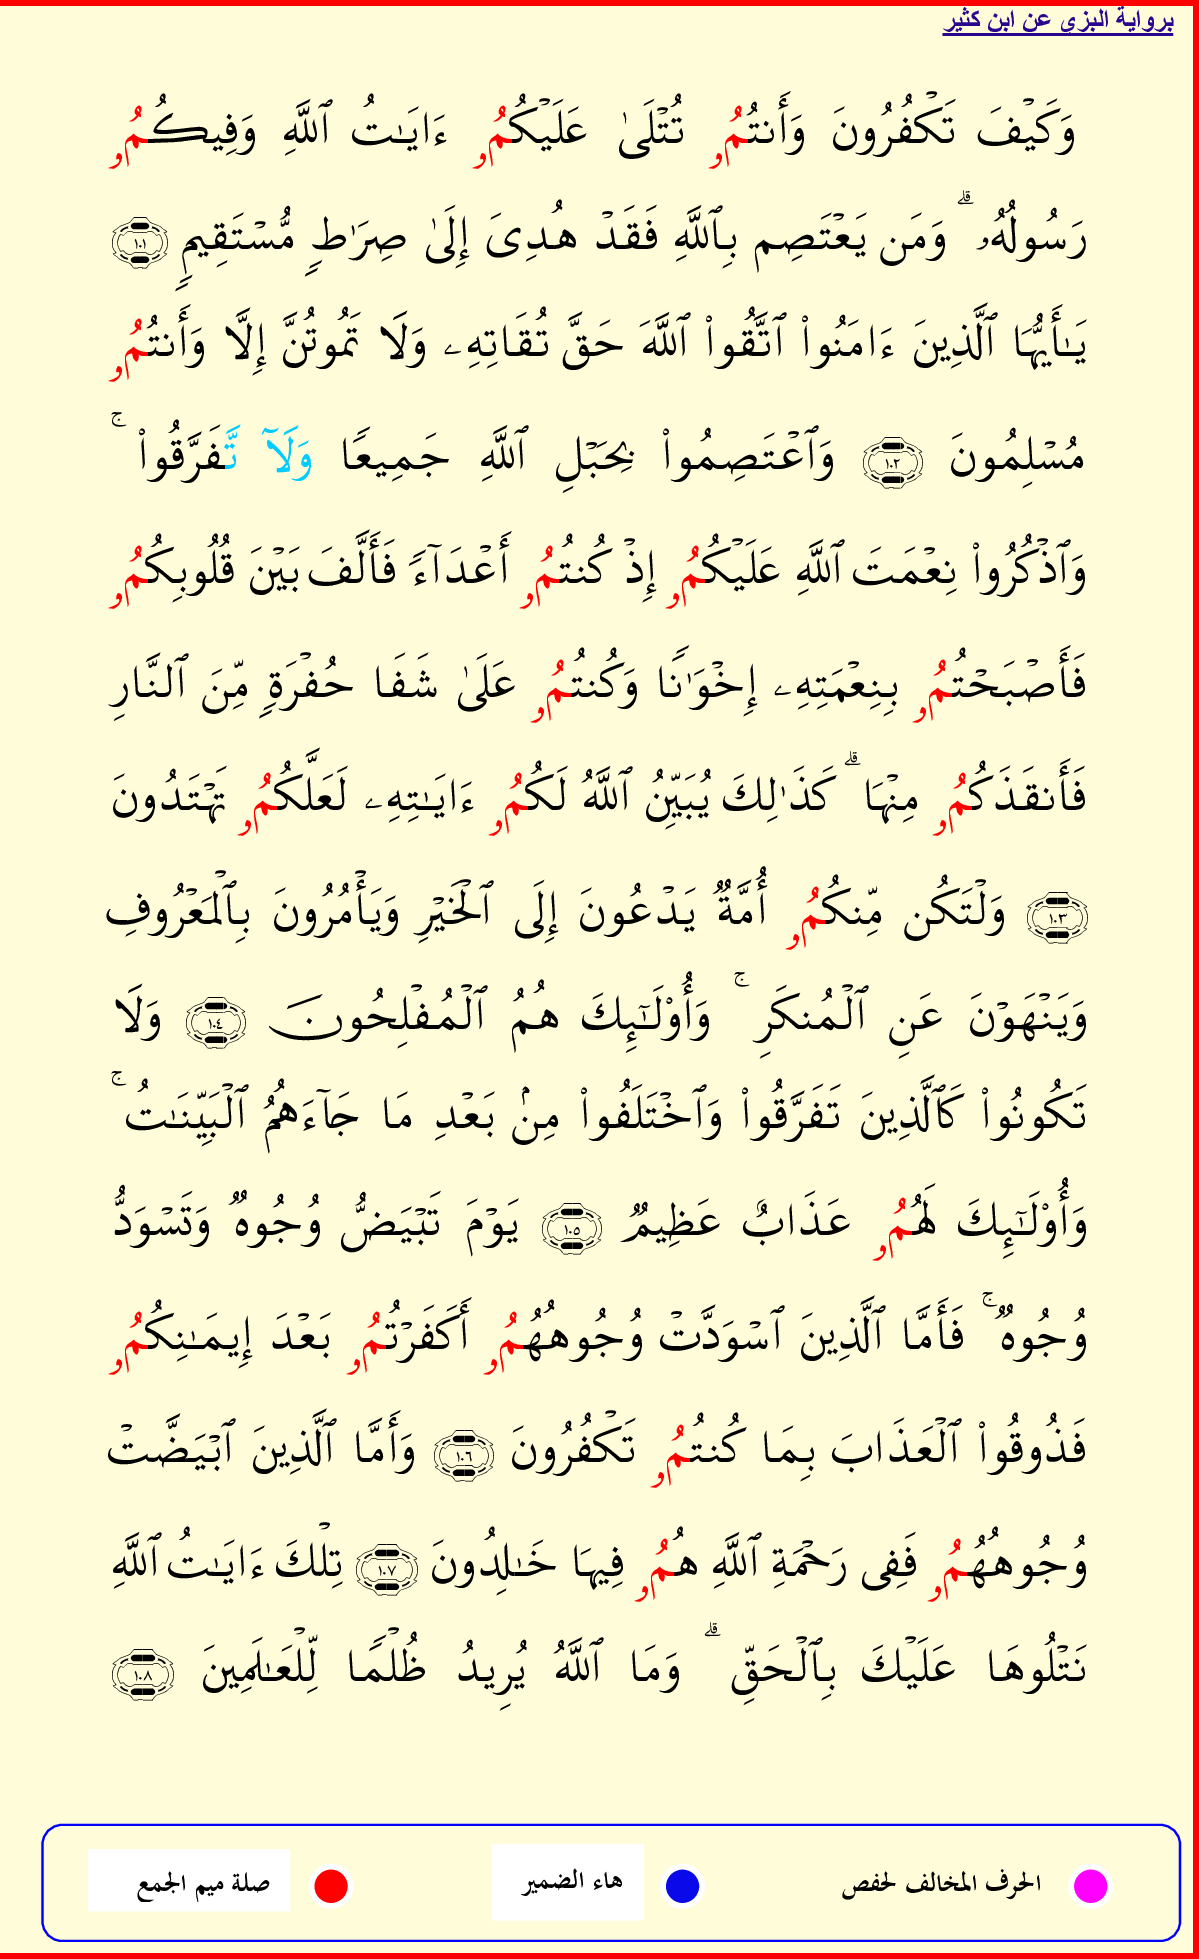 برواية البزي عن ابن كثير
وَكَيْفَ تَكْفُرُونَ وَأَنتُمُۥ تُتْلَىٰ عَلَيْكُمُۥ ءَايَـٰتُ ٱللَّهِ وَفِيكُمُۥ
رَسُولُهُۥ ۗ وَمَن يَعْتَصِم بِٱللَّهِ فَقَدْ هُدِىَ إِلَىٰ صِرَٰطٍ مُّسْتَقِيمٍ ١٠١
يَـٰأَيُّهَا ٱلَّذِينَ ءَامَنُوا۟ ٱتَّقُوا۟ ٱللَّهَ حَقَّ تُقَاتِهِۦ وَلَا تَمُوتُنَّ إِلَّا وَأَنتُمُۥ
مُسْلِمُونَ ١٠٢ وَٱعْتَصِمُوا۟ بِحَبْلِ ٱللَّهِ جَمِيعًا وَلَآ تَّفَرَّقُوا۟ ۚ
وَٱذْكُرُوا۟ نِعْمَتَ ٱللَّهِ عَلَيْكُمُۥ إِذْ كُنتُمُۥ أَعْدَآءً فَأَلَّفَ بَيْنَ قُلُوبِكُمُۥ
فَأَصْبَحْتُمُۥ بِنِعْمَتِهِۦ إِخْوَٰنًا وَكُنتُمُۥ عَلَىٰ شَفَا حُفْرَةٍ مِّنَ ٱلنَّارِ
فَأَنقَذَكُمُۥ مِنْهَا ۗ كَذَٰلِكَ يُبَيِّنُ ٱللَّهُ لَكُمُۥ ءَايَـٰتِهِۦ لَعَلَّكُمُۥ تَهْتَدُونَ
١٠٣ وَلْتَكُن مِّنكُمُۥ أُمَّةٌ يَدْعُونَ إِلَى ٱلْخَيْرِ وَيَأْمُرُونَ بِٱلْمَعْرُوفِ
وَيَنْهَوْنَ عَنِ ٱلْمُنكَرِ ۚ وَأُو۟لَـٰٓئِكَ هُمُ ٱلْمُفْلِحُونَ ١٠٤ وَلَا
تَكُونُوا۟ كَٱلَّذِينَ تَفَرَّقُوا۟ وَٱخْتَلَفُوا۟ مِنۢ بَعْدِ مَا جَآءَهُمُ ٱلْبَيِّنَـٰتُ ۚ
وَأُو۟لَـٰٓئِكَ لَهُمُۥ عَذَابٌ عَظِيمٌ ١٠٥ يَوْمَ تَبْيَضُّ وُجُوهٌ وَتَسْوَدُّ
وُجُوهٌ ۚ فَأَمَّا ٱلَّذِينَ ٱسْوَدَّتْ وُجُوهُهُمُۥ أَكَفَرْتُمُۥ بَعْدَ إِيمَـٰنِكُمُۥ
فَذُوقُوا۟ ٱلْعَذَابَ بِمَا كُنتُمُۥ تَكْفُرُونَ ١٠٦ وَأَمَّا ٱلَّذِينَ ٱبْيَضَّتْ
وُجُوهُهُمُۥ فَفِى رَحْمَةِ ٱللَّهِ هُمُۥ فِيهَا خَـٰلِدُونَ ١٠٧ تِلْكَ ءَايَـٰتُ ٱللَّهِ
نَتْلُوهَا عَلَيْكَ بِٱلْحَقِّ ۗ وَمَا ٱللَّهُ يُرِيدُ ظُلْمًا لِّلْعَـٰلَمِينَ ١٠٨
الحرف المخالف لحفص هاء الضمير صلة ميم الجمع